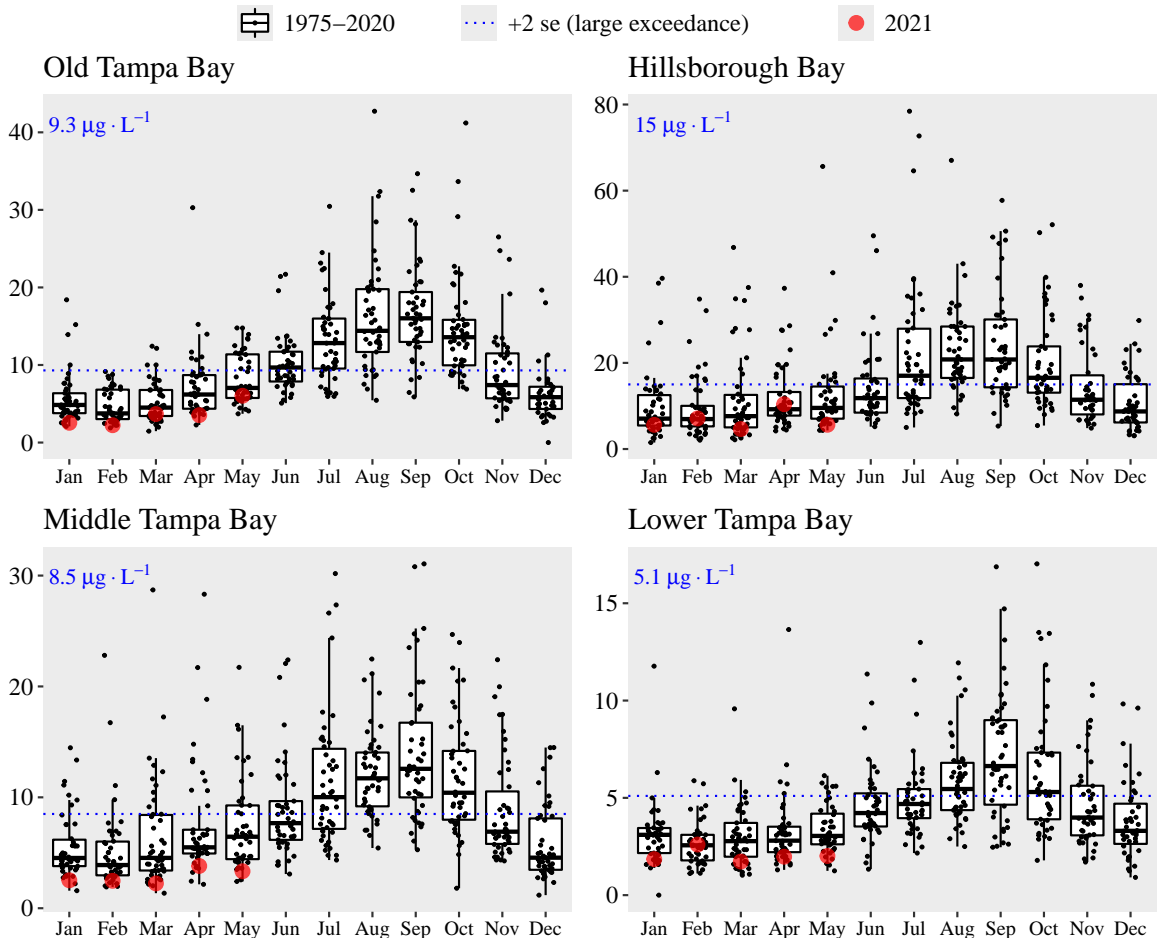 1975–2020 +2 se (large exceedance) 2021
Old Tampa Bay
9.3 μg · L⁻¹
40
30
20
10
0
Jan Feb Mar Apr May Jun Jul Aug Sep Oct Nov Dec
Hillsborough Bay
15 μg · L⁻¹
80
60
40
20
0
Jan Feb Mar Apr May Jun Jul Aug Sep Oct Nov Dec
Middle Tampa Bay
8.5 μg · L⁻¹
30
20
10
0
Jan Feb Mar Apr May Jun Jul Aug Sep Oct Nov Dec
Lower Tampa Bay
5.1 μg · L⁻¹
15
10
5
0
Jan Feb Mar Apr May Jun Jul Aug Sep Oct Nov Dec